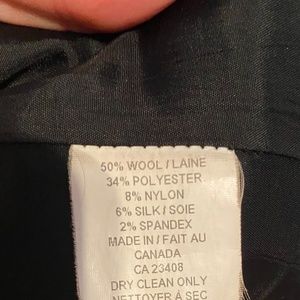 50% WOOL / LAINE
34% POLYESTER
8% NYLON
6% SILK / SOIE
2% SPANDEX
MADE IN / FAIT AU
CANADA
CA 23408
DRY CLEAN ONLY
NETTOYER À SEC